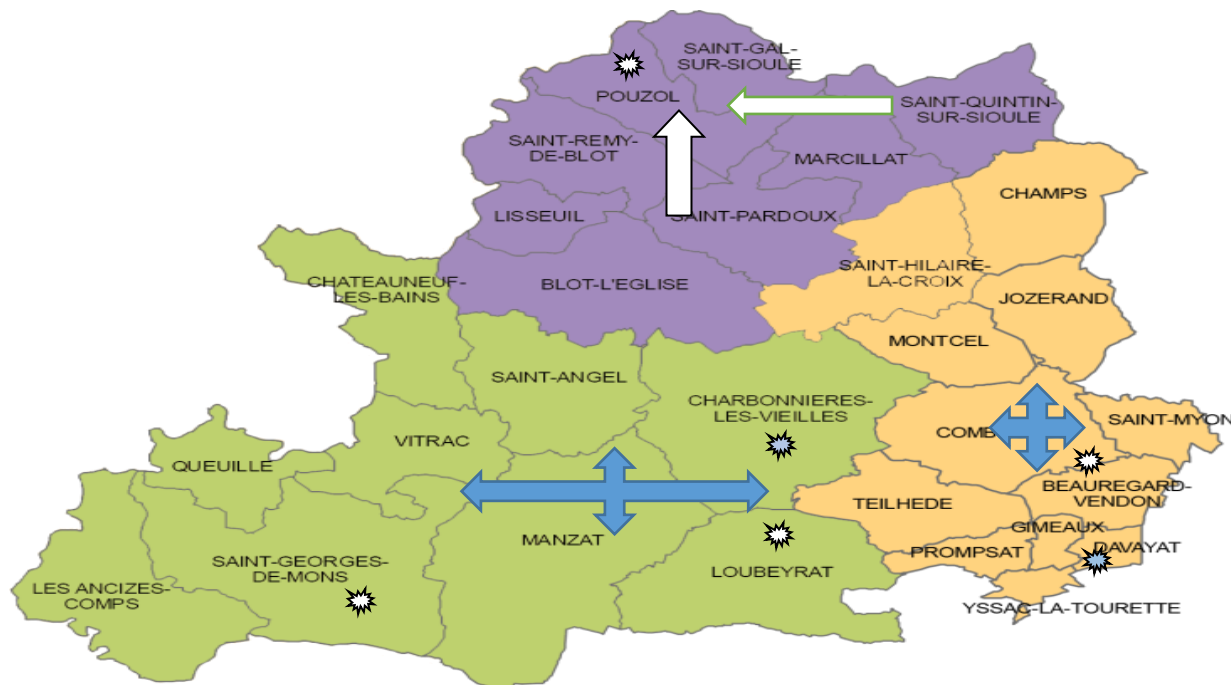 SAINT-GAL-
SUR-SIOULE
POUZOL
SAINT-QUINTIN-
SUR-SIOULE
SAINT-REMY-
DE-BLOT
MARCILLAT
CHAMPS
LISSEUIL
SAINT-PARDOUX
SAINT-HILAIRE-
LA-CROIX
CHATEAUNEUF-
LES-BAINS
BLOT-L'EGLISE
JOZERAND
MONTCEL
SAINT-ANGEL
CHARBONNIERES-
LES-VIEILLES
SAINT-MYON
COMB
VITRAC
QUEUILLE
BEAUREGARD-
VENDON
TEILHEDE
GIMEAUX
MANZAT
DAVAYAT
PROMPSAT
SAINT-GEORGES-
DE-MONS
LOUBEYRAT
LES ANCIZES-
COMPS
YSSAC-LA-TOURETTE